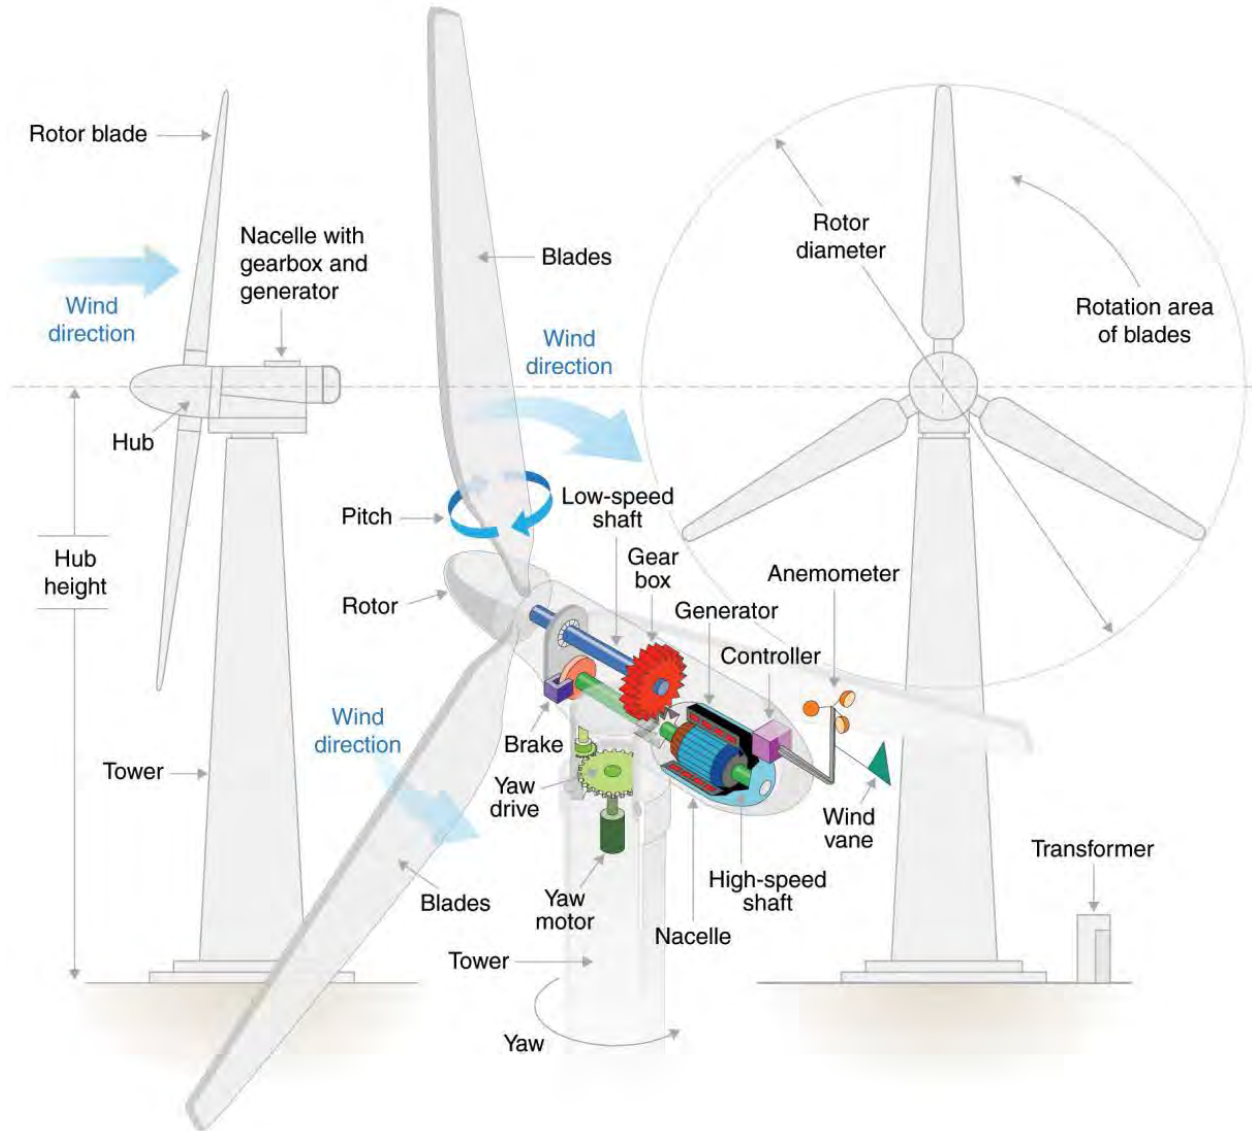 Rotor blade
Nacelle with
gearbox and
generator
Wind
direction
Hub
Hub
height
Tower
Blades
Wind
direction
Pitch
Low-speed
shaft
Gear
box
Rotor
Generator
Controller
Anemometer
Wind
direction
Brake
Yaw
drive
Yaw
motor
Blades
Tower
Yaw
Nacelle
High-speed
shaft
Wind
vane
Rotor
diameter
Rotation area
of blades
Transformer